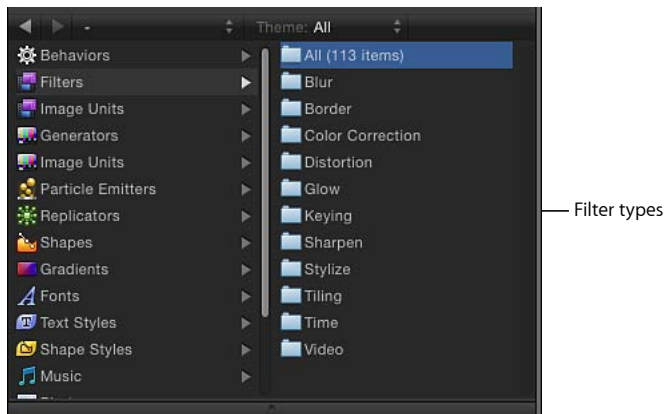 -
Theme: All
Behaviors
Filters
Image Units
Generators
Image Units
Particle Emitters
Replicators
Shapes
Gradients
Fonts
Text Styles
Shape Styles
Music
All (113 items)
Blur
Border
Color Correction
Distortion
Glow
Keying
Sharpen
Stylize
Tiling
Time
Video
Filter types